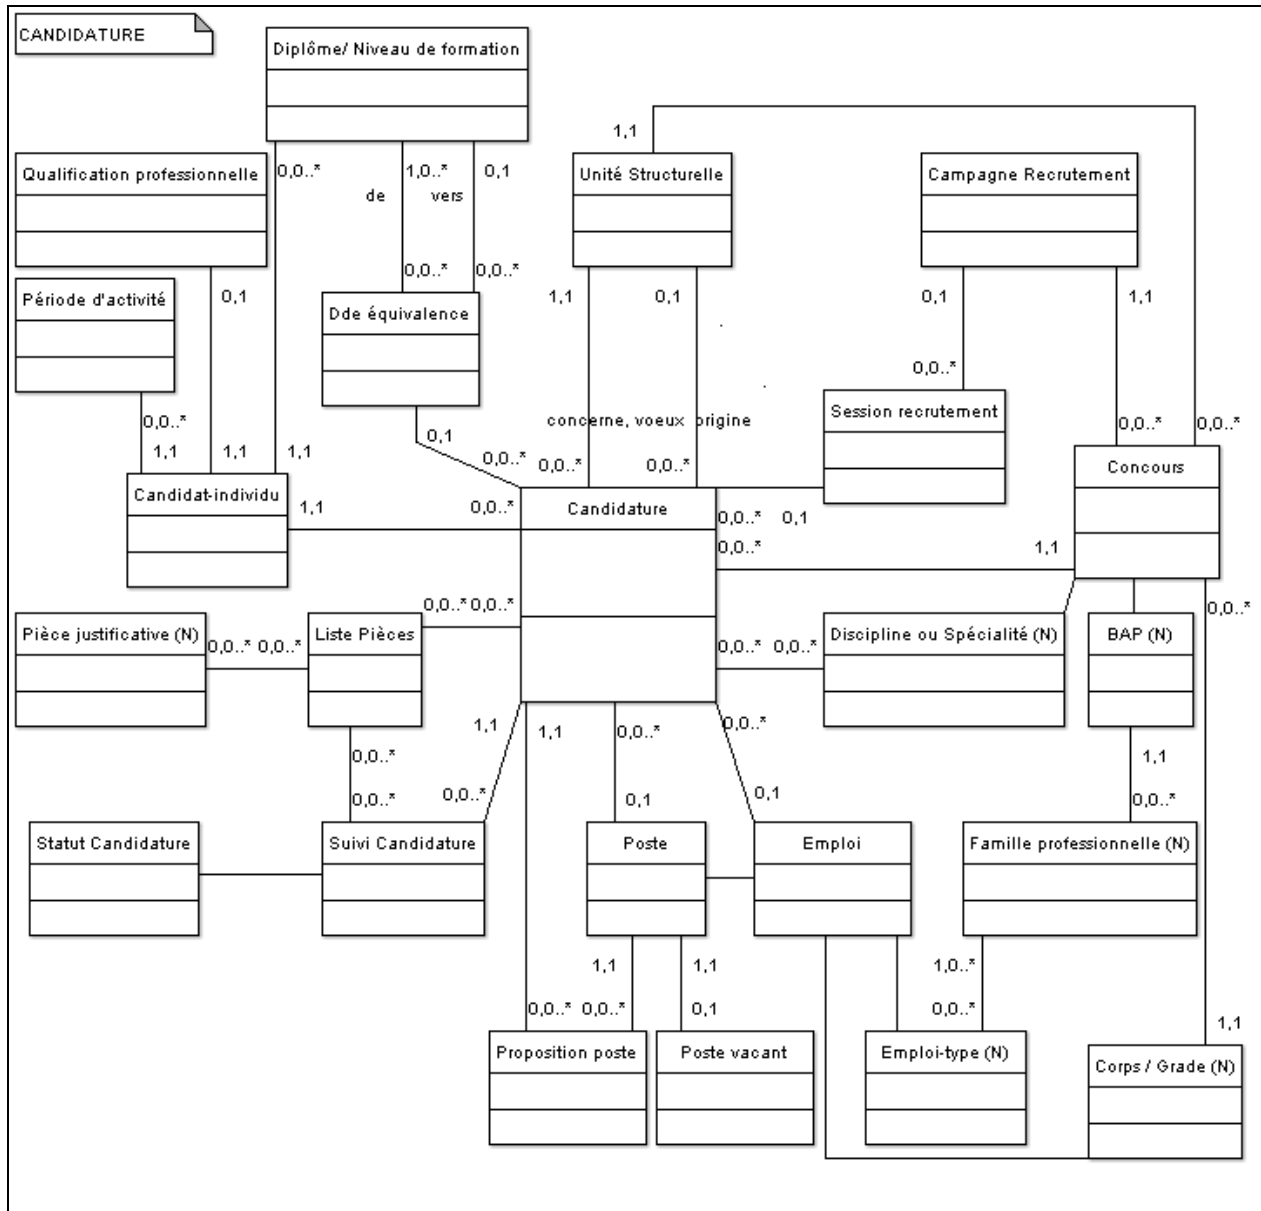 CANDIDATURE
Diplôme/ Niveau de formation
1,1
Qualification professionnelle
0,0..*
1,0..*
0,1
Unité Structurelle
Campagne Recrutement
de
vers
0,0..*
0,0..*
Période d'activité
0,1
Dde équivalence
1,1
0,1
0,1
1,1
0,0..*
Session recrutement
0,0..*
concerne, voeux
origine
0,0..*
0,0..*
0,1
1,1
1,1
1,1
0,0..*
0,0..*
0,0..*
Concours
Candidat-individu
1,1
0,0..*
Candidature
0,0..*
0,1
0,0..*
1,1
0,0..*
0,0..*
0,0..*
Pièce justificative (N)
Liste Pièces
Discipline ou Spécialité (N)
BAP (N)
0,0..*
0,0..*
0,0..*
0,0..*
1,1
1,1
0,0..*
0,0..*
0,0..*
1,1
0,0..*
0,0..*
0,1
0,1
0,0..*
Statut Candidature
Suivi Candidature
Poste
Emploi
Famille professionnelle (N)
1,1
1,1
1,0..*
0,0..*
0,0..*
0,1
0,0..*
1,1
Proposition poste
Poste vacant
Emploi-type (N)
Corps / Grade (N)